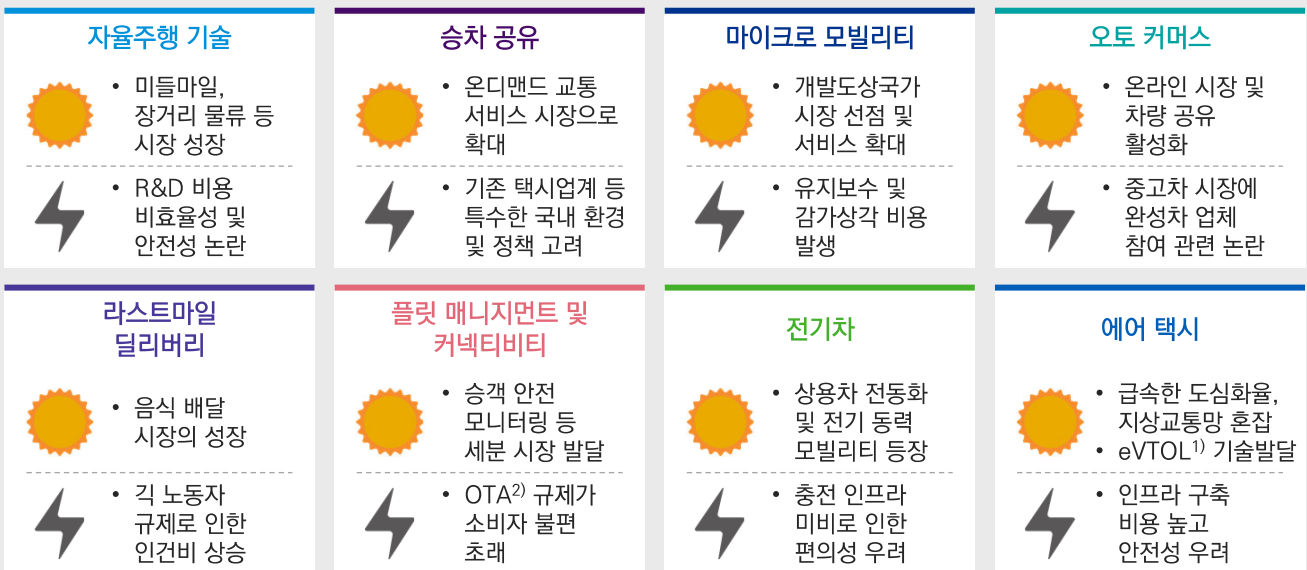 자율주행 기술
• 미들마일,
장거리 물류 등
시장 성장
• R&D 비용
비효율성 및
안전성 논란
승차 공유
• 온디맨드 교통
서비스 시장으로
확대
• 기존 택시업계 등
특수한 국내 환경
및 정책 고려
마이크로 모빌리티
• 개발도상국가
시장 선점 및
서비스 확대
• 유지보수 및
감가상각 비용
발생
오토 커머스
• 온라인 시장 및
차량 공유
활성화
• 중고차 시장에
완성차 업체
참여 관련 논란
라스트마일
딜리버리
• 음식 배달
시장의 성장
• 긱 노동자
규제로 인한
인건비 상승
플릿 매니지먼트 및
커넥티비티
• 승객 안전
모니터링 등
세분 시장 발달
• OTA2) 규제가
소비자 불편
초래
전기차
• 상용차 전동화
및 전기 동력
모빌리티 등장
• 충전 인프라
미비로 인한
편의성 우려
에어 택시
• 급속한 도심화율,
지상교통망 혼잡
• eVTOL1) 기술발달
• 인프라 구축
비용 높고
안전성 우려